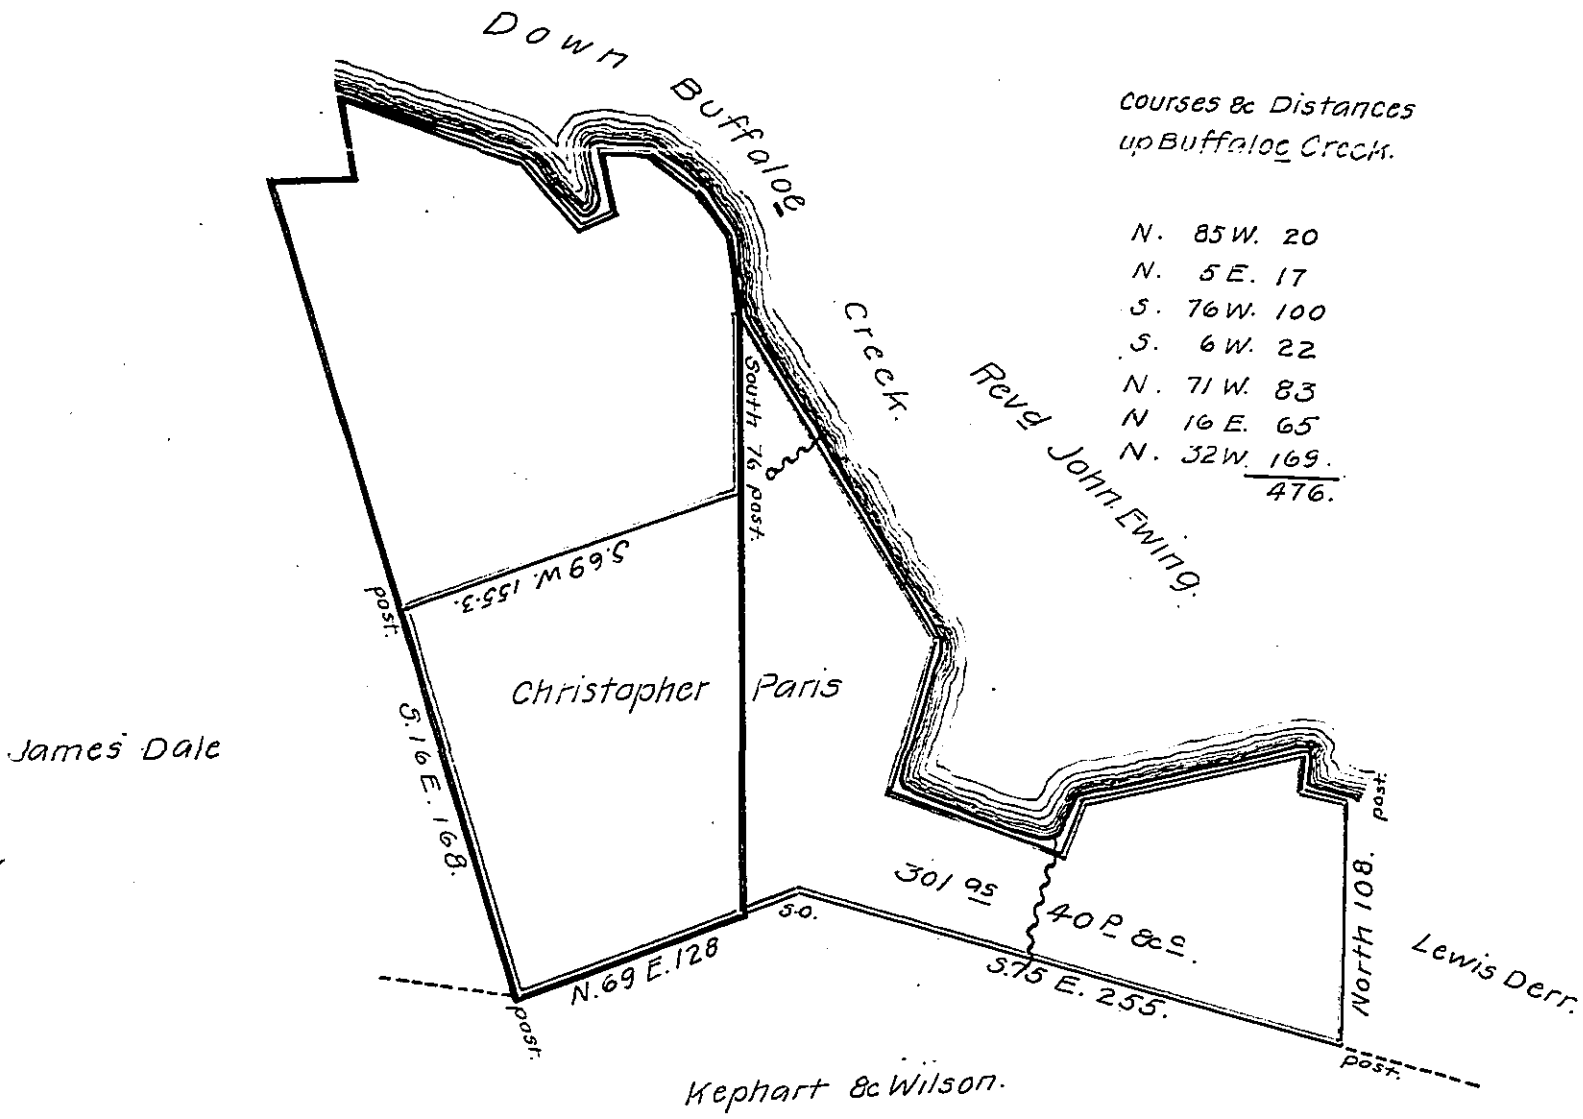 Down Buffaloe Creek.
Courses & Distances
up Buffaloe Creek.
N. 85 W. 20
N. 5 E. 17
S. 76 W. 100
S. 6 W. 22
N. 71 W. 83
N 16 E. 65
N. 32 W. 169.
476.
Revd John Ewing.
South 76 post.
S. 69 W. 155.3.
post.
Christopher Paris
S. 16 E. 168.
James Dale
post.
301 as 40 P &c.
S.O.
North 108.
Lewis Derr.
N. 69 E. 128
S. 75 E. 255.
post.
post.
Kephart & Wilson.